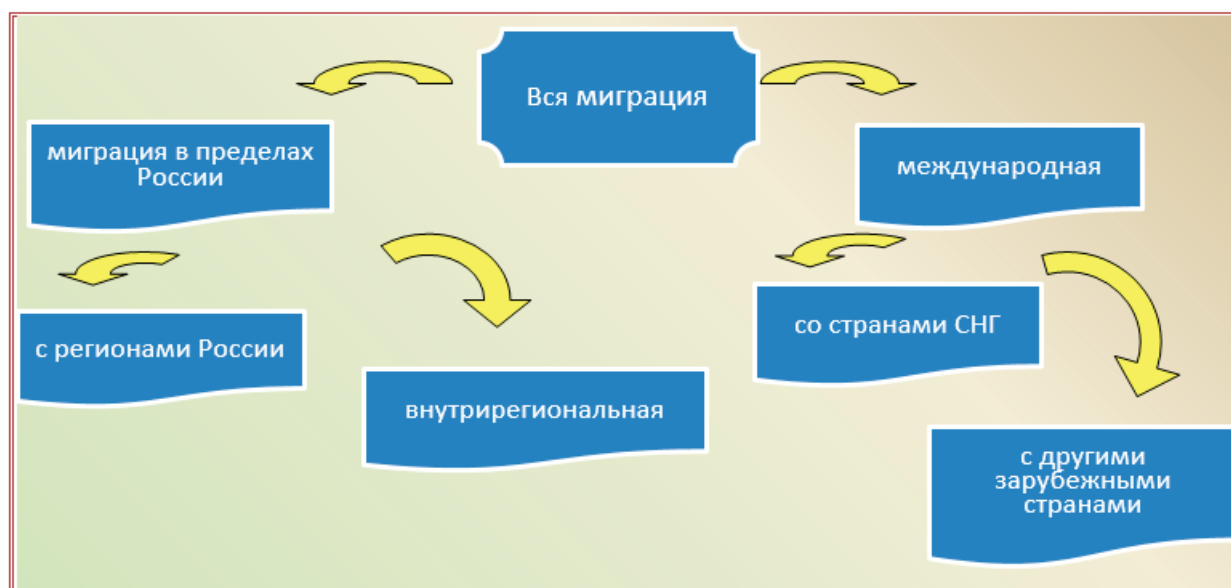 Вся миграция
миграция в пределах
России
международная
с регионами России
внутрирегиональная
со странами СНГ
с другими
зарубежными
странами